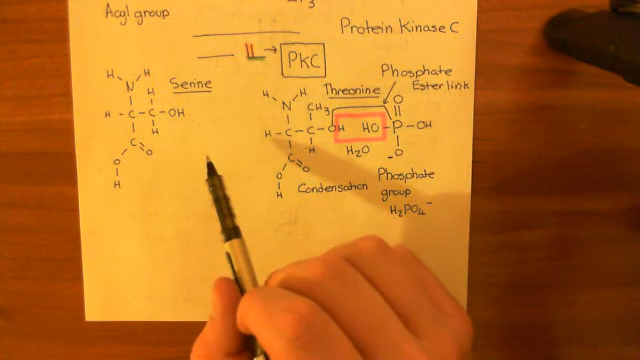 Acyl group
Protein Kinase C
PKC
Serine
Threonine
Phosphate
Ester link
H H
N H
H - C - C - OH
H
C O
O
H
H H
N CH3
H - C - C - OH HO - P - OH
O
H
O-
H2O
C O
O
H
Condensation
Phosphate
group
H2PO4-